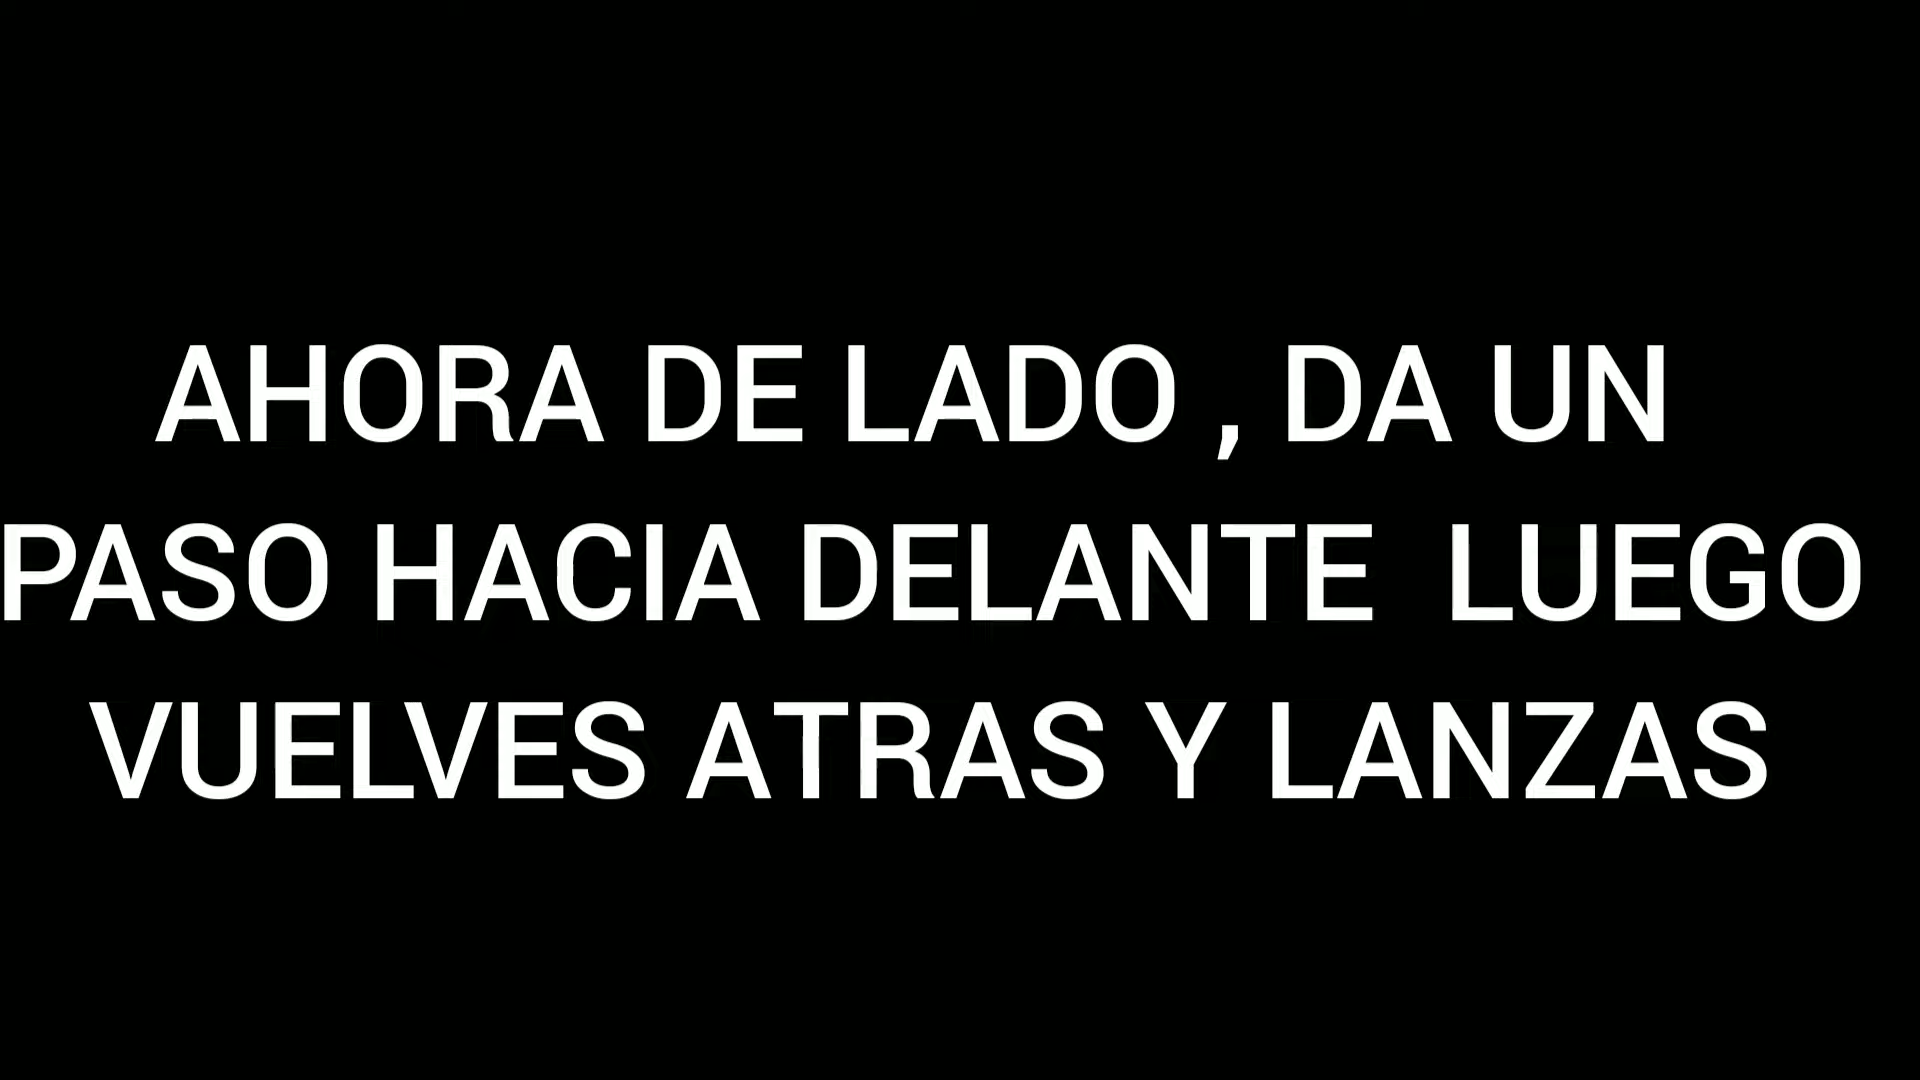 AHORA DE LADO , DA UN
PASO HACIA DELANTE  LUEGO
VUELVES ATRAS Y LANZAS